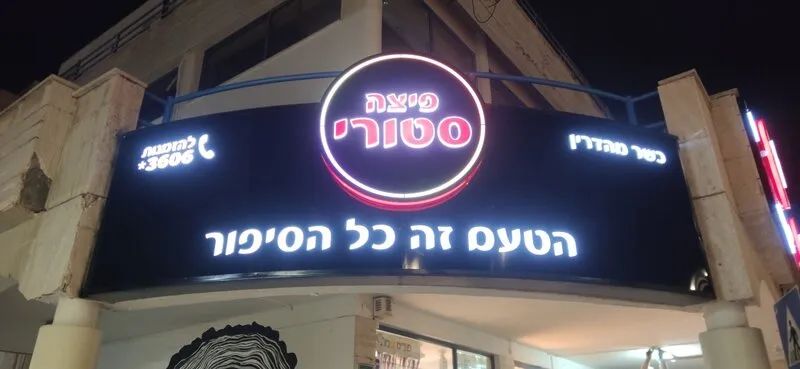 פיצה
סטורי
כשר מהדרין
להזמנות
*3606
הטעם זה כל הסיפור